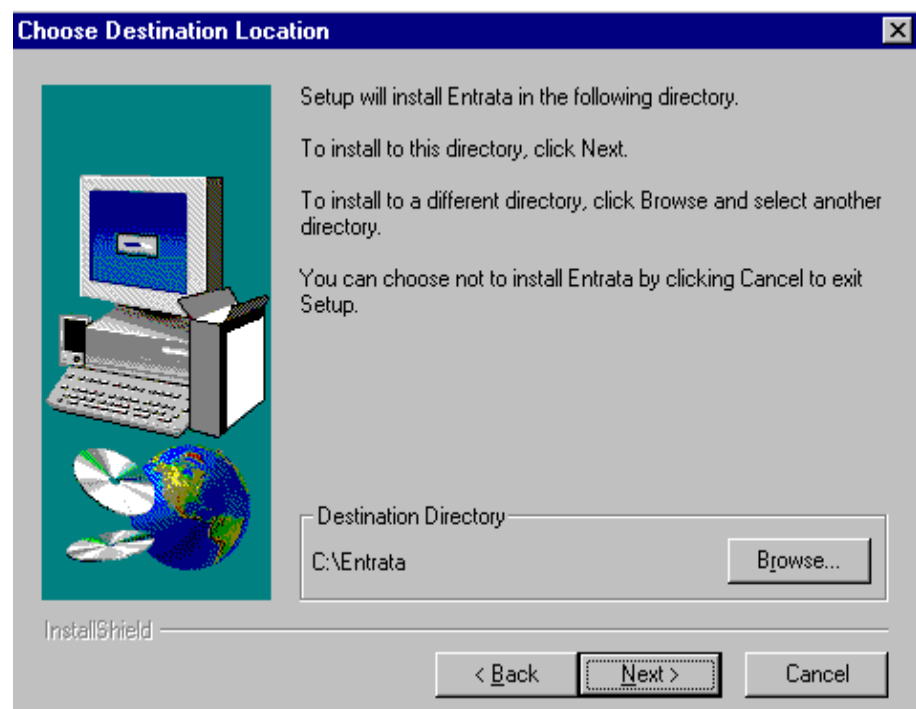 Choose Destination Location
Setup will install Entrata in the following directory.
To install to this directory, click Next.
To install to a different directory, click Browse and select another
directory.
You can choose not to install Entrata by clicking Cancel to exit
Setup.
Destination Directory
C:\Entrata
Browse...
InstallShield
< Back
Next >
Cancel